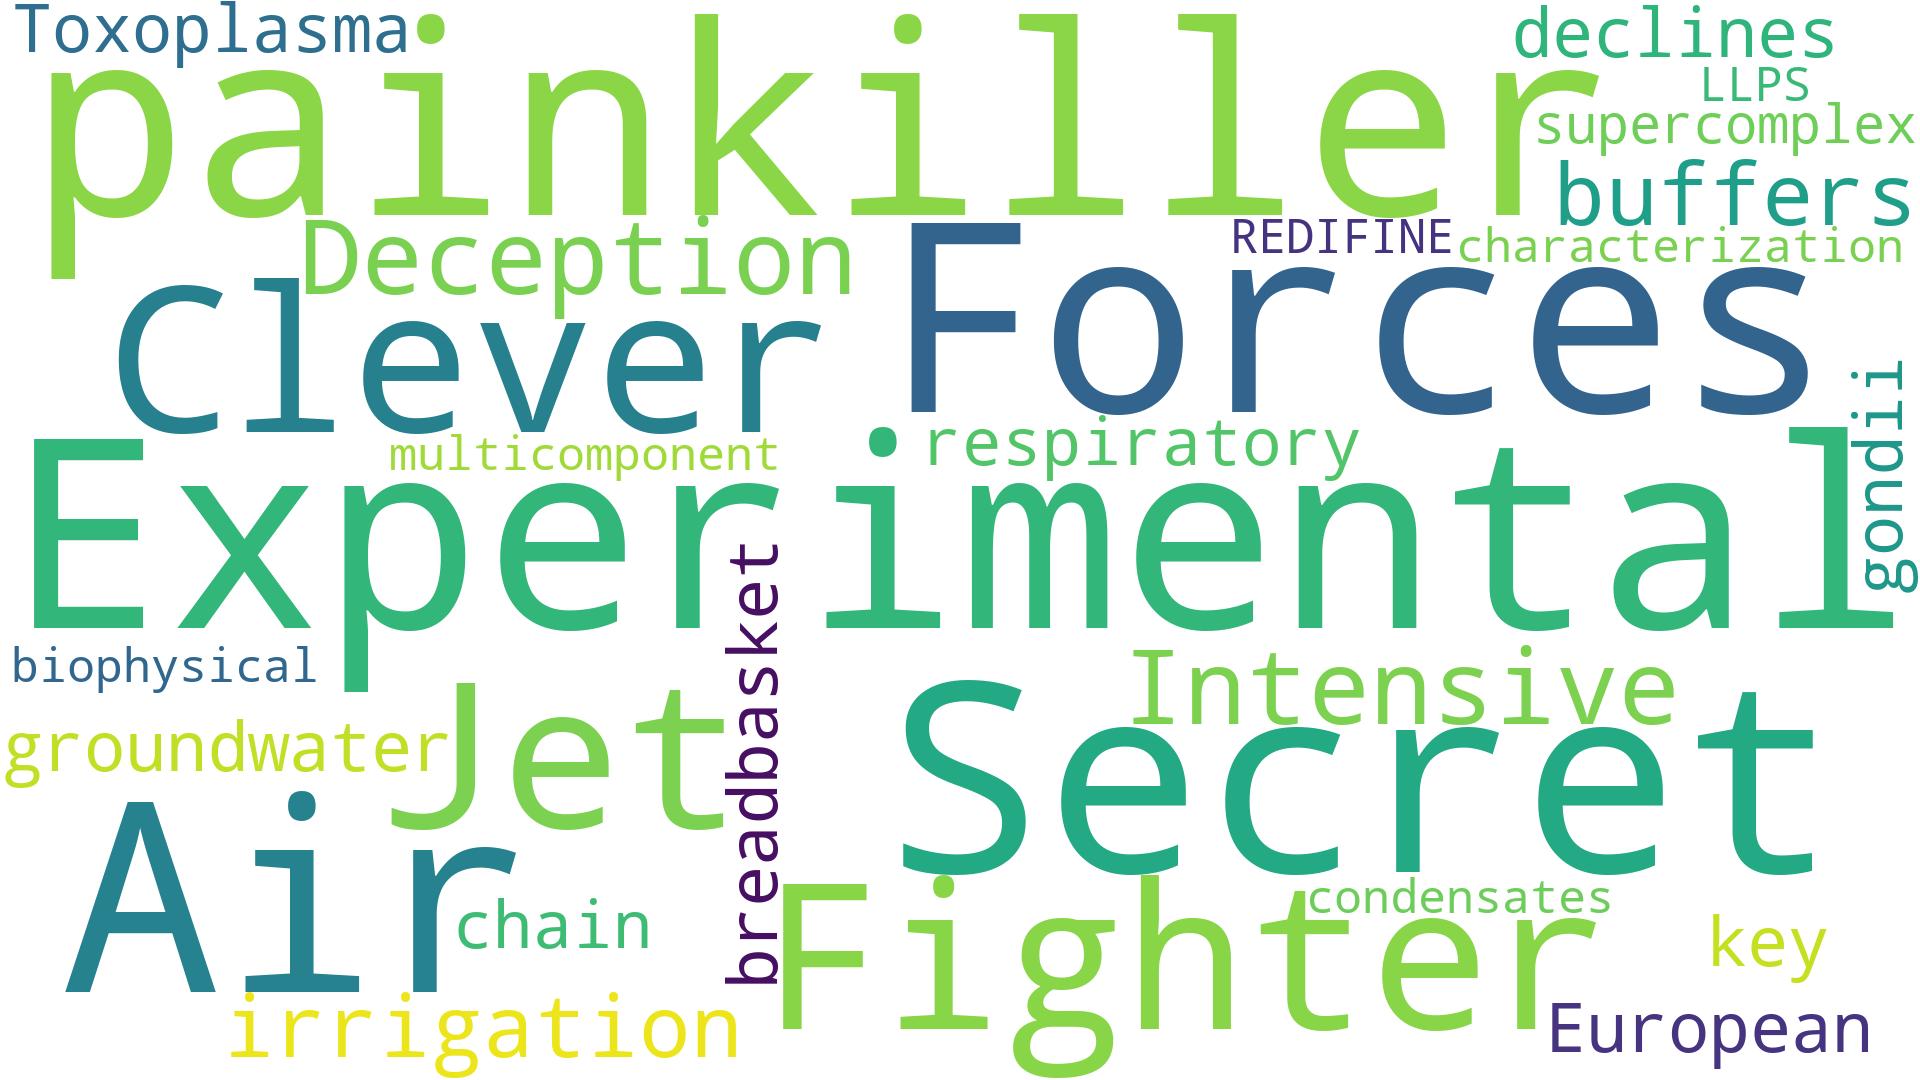 Toxoplasma
painkiller
declines
LLPS
supercomplex
buffers
Deception
REDIFINE
characterization
Clever
Forces
gondii
multicomponent
respiratory
Experimental
breadbasket
biophysical
Intensive
groundwater
Jet
Secret
Air
chain
Fighter
condensates
key
irrigation
European